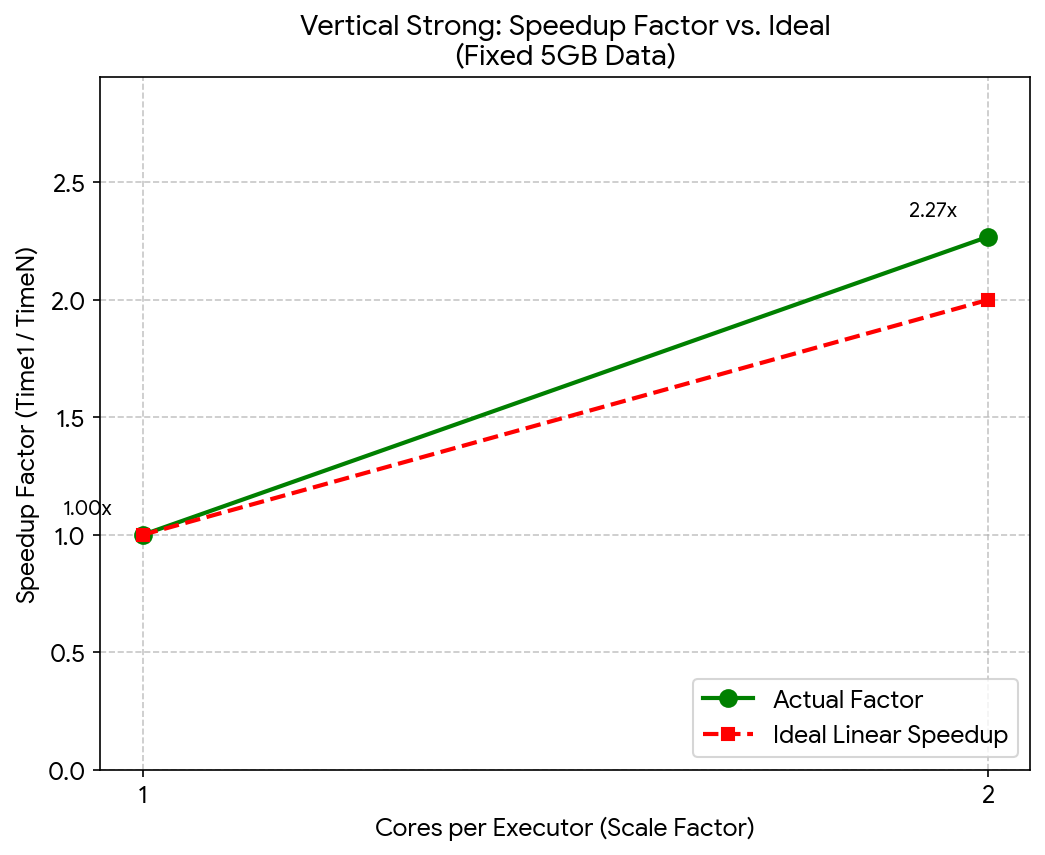 Vertical Strong: Speedup Factor vs. Ideal
(Fixed 5GB Data)
Speedup Factor (Time1 / TimeN)
2.5
2.0
1.5
1.0
0.5
0.0
1.00x
2.27x
Actual Factor
Ideal Linear Speedup
1
2
Cores per Executor (Scale Factor)